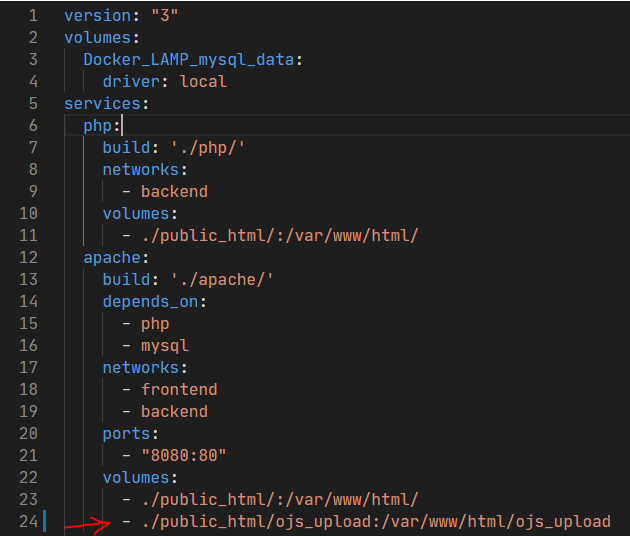 1 version: "3"
2 volumes:
3   Docker_LAMP_mysql_data:
4     driver: local
5 services:
6   php:
7     build: './php/'
8     networks:
9       - backend
10     volumes:
11       - ./public_html/:/var/www/html/
12   apache:
13     build: './apache/'
14     depends_on:
15       - php
16       - mysql
17     networks:
18       - frontend
19       - backend
20     ports:
21       - "8080:80"
22     volumes:
23       - ./public_html/:/var/www/html/
24       - ./public_html/ojs_upload:/var/www/html/ojs_upload